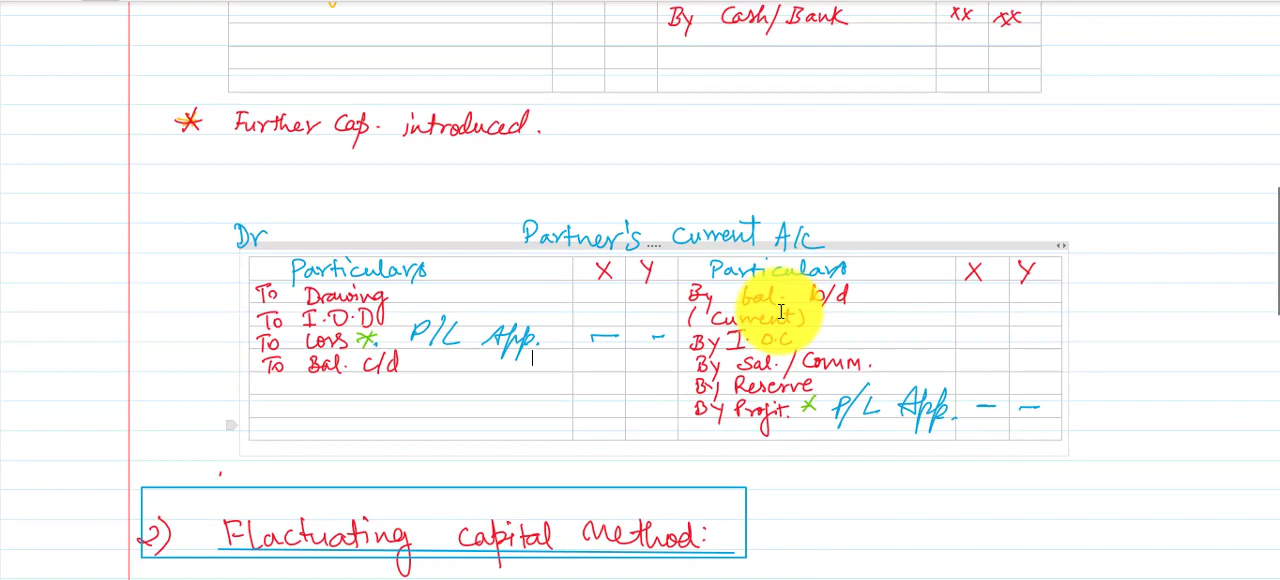 By Cash/Bank xx xx
* Further Cap. introduced.
Dr Partner's .... Current A/C
Particulars X Y Particulars X Y
To Drawing By bal. b/d
To I.O.D (Current)
To Loss *. P/L App. — - By I.O.C
To Bal. c/d By Sal./Comm.
By Reserve
By Profit. * P/L App. — —
2) Flactuating capital method: